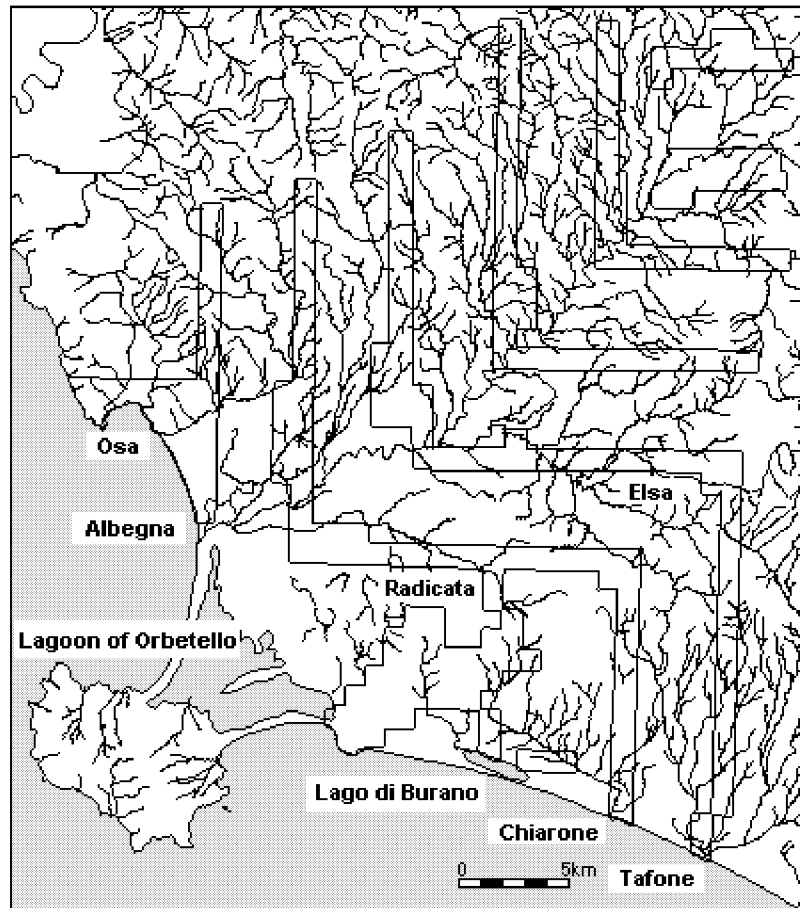 Osa
Elsa
Albegna
Radicata
Lagoon of Orbetello
Lago di Burano
Chiarone
0 5km
Tafone